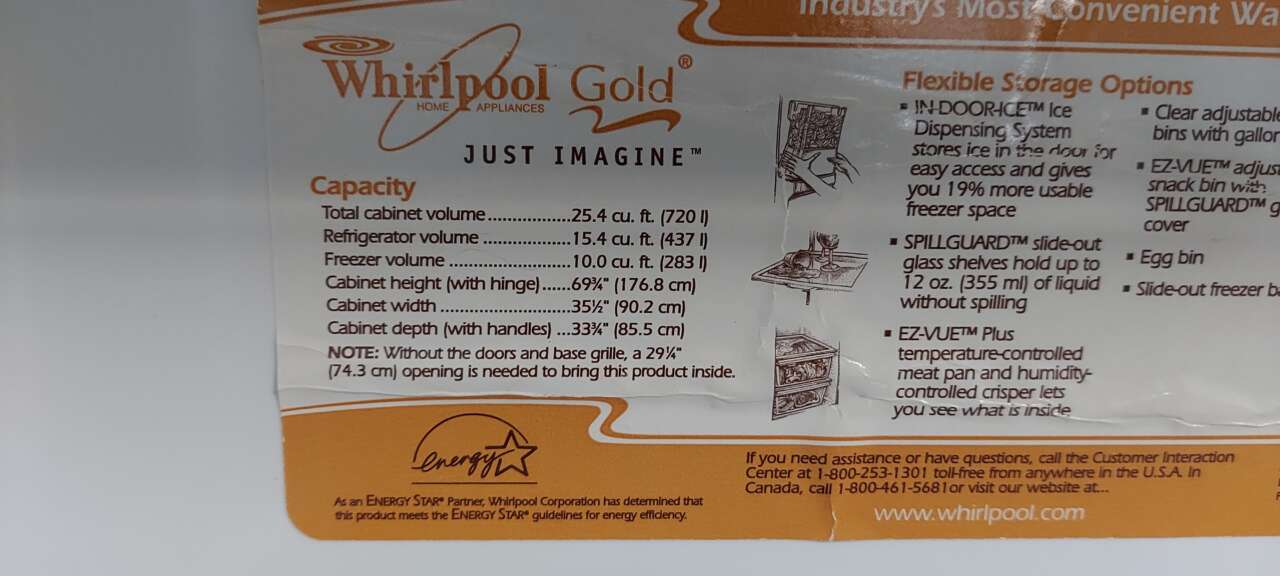 Industry's Most Convenient
Whirlpool Gold®
HOME APPLIANCES
JUST IMAGINE™
Capacity
Total cabinet volume.................25.4 cu. ft. (720 l)
Refrigerator volume ..................15.4 cu. ft. (437 l)
Freezer volume .........................10.0 cu. ft. (283 l)
Cabinet height (with hinge)......69¾" (176.8 cm)
Cabinet width ...........................35½" (90.2 cm)
Cabinet depth (with handles) ...33¾" (85.5 cm)
NOTE: Without the doors and base grille, a 29¼"
(74.3 cm) opening is needed to bring this product inside.
Flexible Storage Options
▪ IN-DOOR-ICE™ Ice
Dispensing System
stores ice in the door for
easy access and gives
you 19% more usable
freezer space
▪ SPILLGUARD™ slide-out
glass shelves hold up to
12 oz. (355 ml) of liquid
without spilling
▪ EZ-VUE™ Plus
temperature-controlled
meat pan and humidity-
controlled crisper lets
you see what is inside
▪ Clear adjustable
bins with gallon
▪ EZ-VUE™ adjust
snack bin with
SPILLGUARD™ g
cover
▪ Egg bin
▪ Slide-out freezer ba
energy
As an ENERGY STAR® Partner, Whirlpool Corporation has determined that
this product meets the ENERGY STAR® guidelines for energy efficiency.
If you need assistance or have questions, call the Customer Interaction
Center at 1-800-253-1301 toll-free from anywhere in the U.S.A. In
Canada, call 1-800-461-5681or visit our website at...
www.whirlpool.com